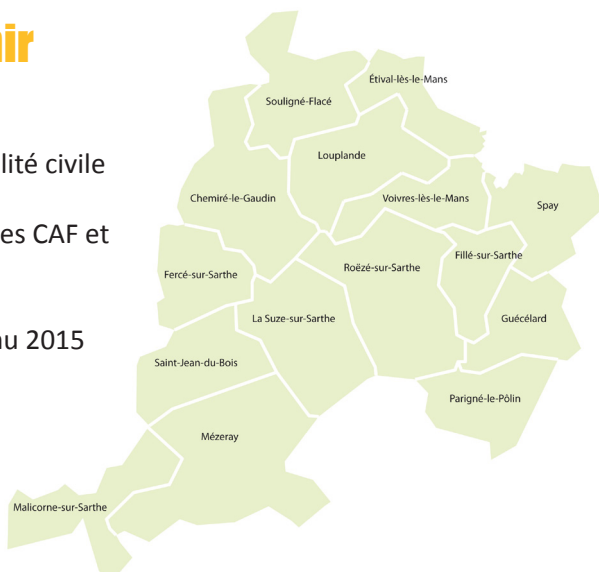 lité civile
es CAF et
2015
Étival-lès-le-Mans
Souligné-Flacé
Louplande
Chemiré-le-Gaudin
Voivres-lès-le-Mans
Spay
Fercé-sur-Sarthe
Roëzé-sur-Sarthe
Fillé-sur-Sarthe
La Suze-sur-Sarthe
Guécélard
Saint-Jean-du-Bois
Parigné-le-Pôlin
Mézeray
Malicorne-sur-Sarthe